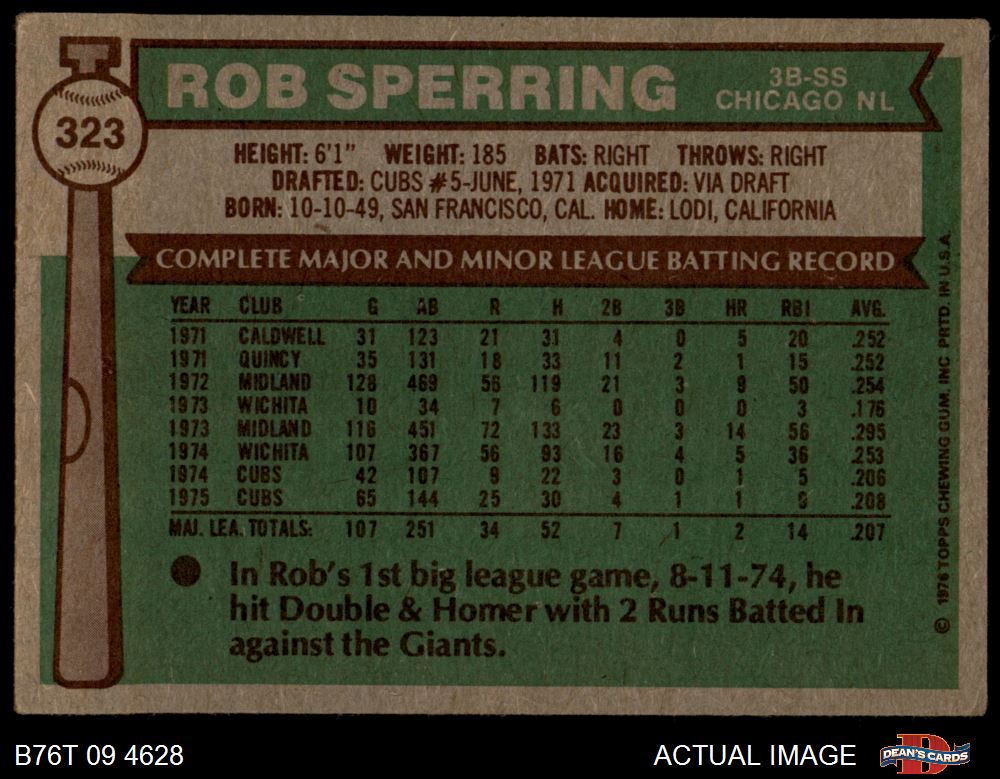 323
ROB SPERRING
3B-SS
CHICAGO NL
HEIGHT: 6'1" WEIGHT: 185 BATS: RIGHT THROWS: RIGHT
DRAFTED: CUBS #5-JUNE, 1971 ACQUIRED: VIA DRAFT
BORN: 10-10-49, SAN FRANCISCO, CAL. HOME: LODI, CALIFORNIA
COMPLETE MAJOR AND MINOR LEAGUE BATTING RECORD
YEAR CLUB G AB R H 2B 3B HR RBI AVG.
1971 CALDWELL 31 123 21 31 4 0 5 20 .252
1971 QUINCY 35 131 18 33 11 2 1 15 .252
1972 MIDLAND 128 469 56 119 21 3 9 50 .254
1973 WICHITA 10 34 7 6 0 0 0 3 .176
1973 MIDLAND 116 451 72 133 23 3 14 56 .295
1974 WICHITA 107 367 56 93 16 4 5 36 .253
1974 CUBS 42 107 9 22 3 0 1 5 .206
1975 CUBS 65 144 25 30 4 1 1 9 .208
MAJ. LEA. TOTALS: 107 251 34 52 7 1 2 14 .207
● In Rob's 1st big league game, 8-11-74, he
hit Double & Homer with 2 Runs Batted In
against the Giants.
© 1976 TOPPS CHEWING GUM, INC. PRTD. IN U.S.A.
B76T 09 4628
ACTUAL IMAGE
DEAN'S CARDS